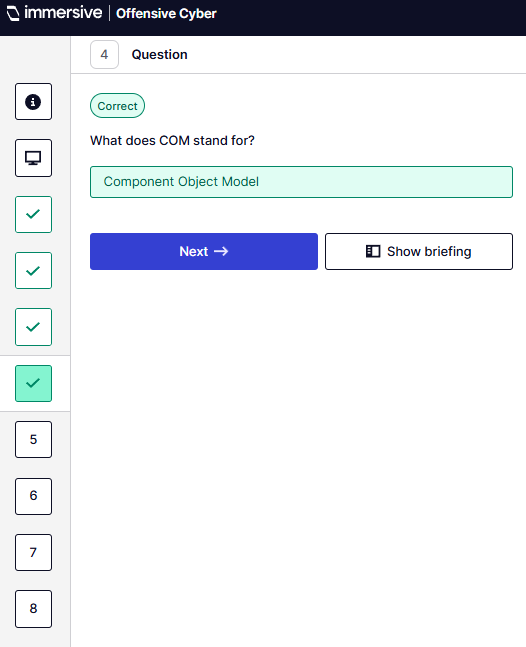 immersive | Offensive Cyber
4 Question
Correct
What does COM stand for?
Component Object Model
Next →
Show briefing
5
6
7
8